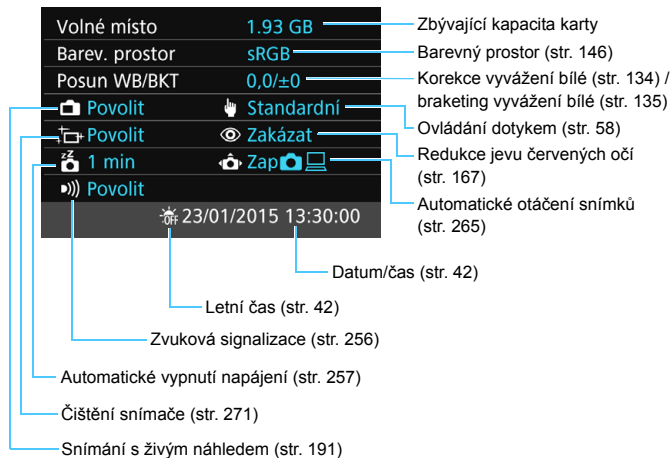 Volné místo 1.93 GB
Barev. prostor sRGB
Posun WB/BKT 0,0/±0
Povolit Standardní
Povolit Zakázat
1 min Zap
Povolit
OFF 23/01/2015 13:30:00
Zbývající kapacita karty
Barevný prostor (str. 146)
Korekce vyvážení bílé (str. 134) /
braketing vyvážení bílé (str. 135)
Ovládání dotykem (str. 58)
Redukce jevu červených očí
(str. 167)
Automatické otáčení snímků
(str. 265)
Datum/čas (str. 42)
Letní čas (str. 42)
Zvuková signalizace (str. 256)
Automatické vypnutí napájení (str. 257)
Čištění snímače (str. 271)
Snímání s živým náhledem (str. 191)